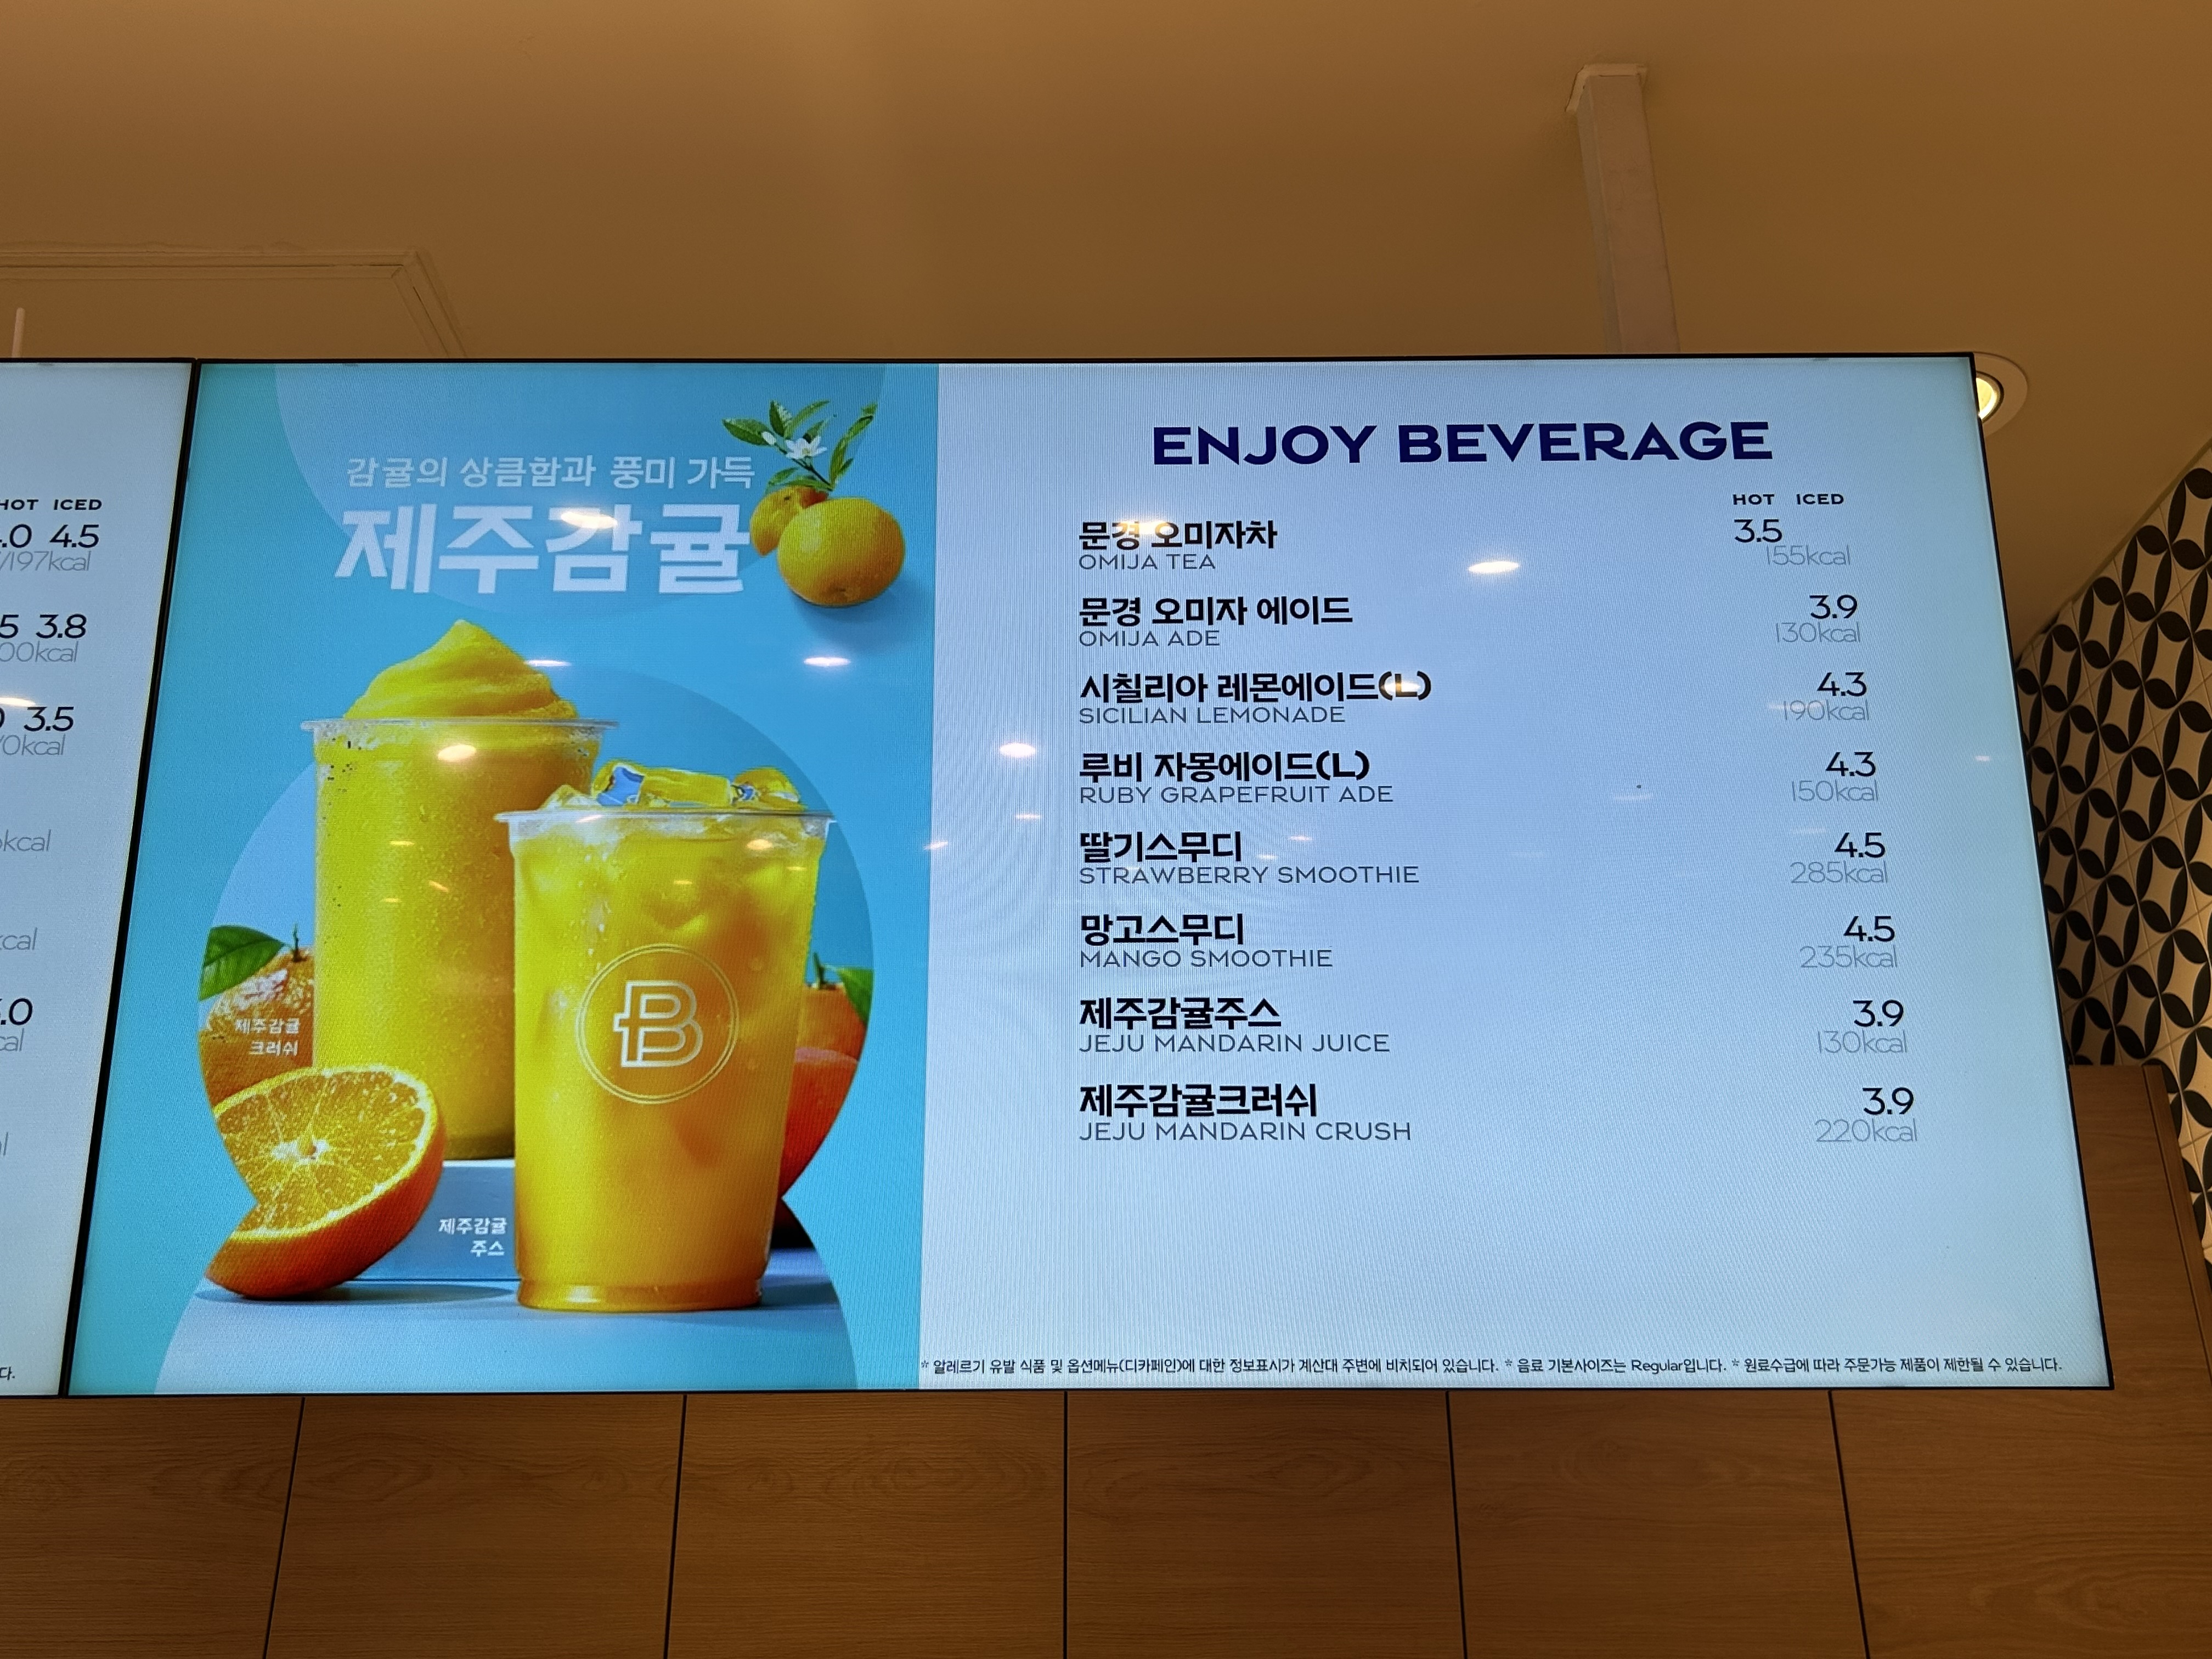 HOT ICED
.0 4.5
/197kcal
5 3.8
00kcal
3.5
0kcal
kcal
kcal
.0
cal
다.
감귤의 상큼함과 풍미 가득
제주감귤
제주감귤
크러쉬
B
제주감귤
주스
ENJOY BEVERAGE
HOT ICED
문경 오미자차 3.5
OMIJA TEA 155kcal
문경 오미자 에이드 3.9
OMIJA ADE 130kcal
시칠리아 레몬에이드(L) 4.3
SICILIAN LEMONADE 190kcal
루비 자몽에이드(L) 4.3
RUBY GRAPEFRUIT ADE 150kcal
딸기스무디 4.5
STRAWBERRY SMOOTHIE 285kcal
망고스무디 4.5
MANGO SMOOTHIE 235kcal
제주감귤주스 3.9
JEJU MANDARIN JUICE 130kcal
제주감귤크러쉬 3.9
JEJU MANDARIN CRUSH 220kcal
* 알레르기 유발 식품 및 옵션메뉴(디카페인)에 대한 정보표시가 계산대 주변에 비치되어 있습니다. * 음료 기본사이즈는 Regular입니다. * 원료수급에 따라 주문가능 제품이 제한될 수 있습니다.